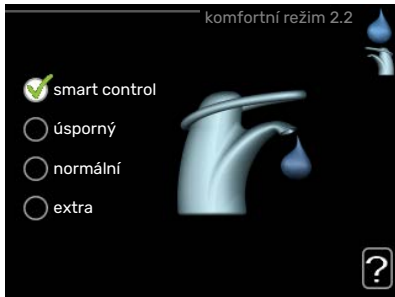 komfortní režim 2.2
smart control
úsporný
normální
extra
?